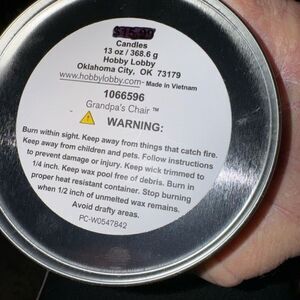 $15.99
Candles
13 oz / 368.6 g
Hobby Lobby
Oklahoma City, OK 73179
www.hobbylobby.com - Made in Vietnam
1066596
Grandpa's Chair ™
WARNING:
Burn within sight. Keep away from things that catch fire.
Keep away from children and pets. Follow instructions
to prevent damage or injury. Keep wick trimmed to
1/4 inch. Keep wax pool free of debris. Burn in
proper heat resistant container. Stop burning
when 1/2 inch of unmelted wax remains.
Avoid drafty areas.
PC-W0547842